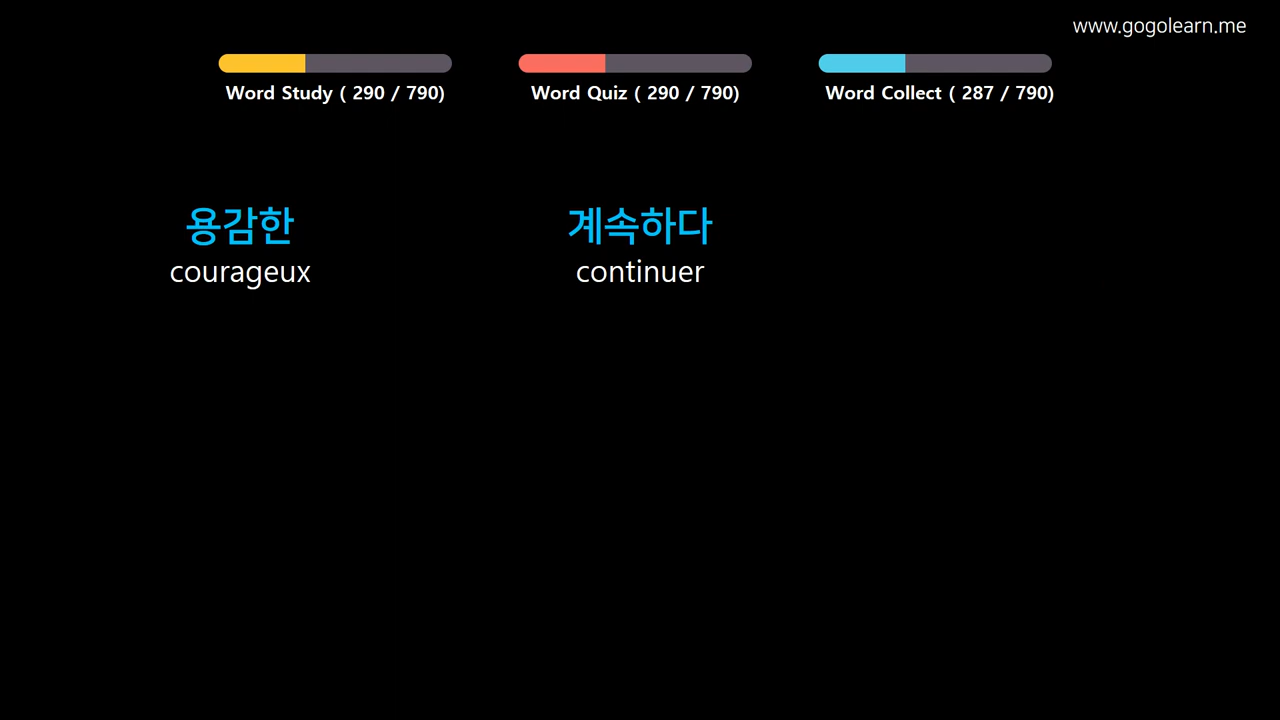 www.gogolearn.me
Word Study ( 290 / 790)
Word Quiz ( 290 / 790)
Word Collect ( 287 / 790)
용감한
courageux
계속하다
continuer